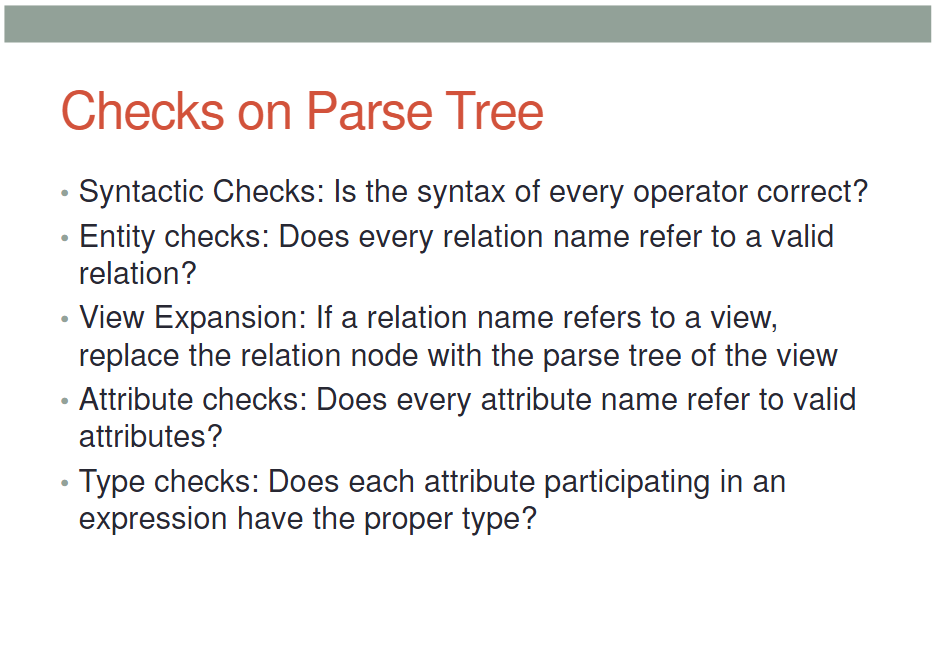 Checks on Parse Tree
• Syntactic Checks: Is the syntax of every operator correct?
• Entity checks: Does every relation name refer to a valid
relation?
• View Expansion: If a relation name refers to a view,
replace the relation node with the parse tree of the view
• Attribute checks: Does every attribute name refer to valid
attributes?
• Type checks: Does each attribute participating in an
expression have the proper type?